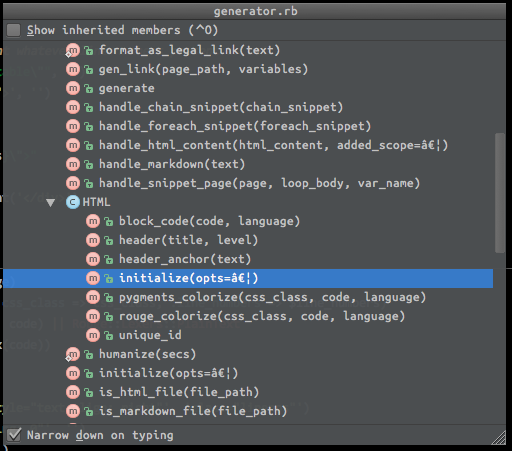 generator.rb
Show inherited members (^O)
format_as_legal_link(text)
gen_link(page_path, variables)
generate
handle_chain_snippet(chain_snippet)
handle_foreach_snippet(foreach_snippet)
handle_html_content(html_content, added_scope=â€¦)
handle_markdown(text)
handle_snippet_page(page, loop_body, var_name)
HTML
block_code(code, language)
header(title, level)
header_anchor(text)
initialize(opts=â€¦)
pygments_colorize(css_class, code, language)
rouge_colorize(css_class, code, language)
unique_id
humanize(secs)
initialize(opts=â€¦)
is_html_file(file_path)
is_markdown_file(file_path)
Narrow down on typing